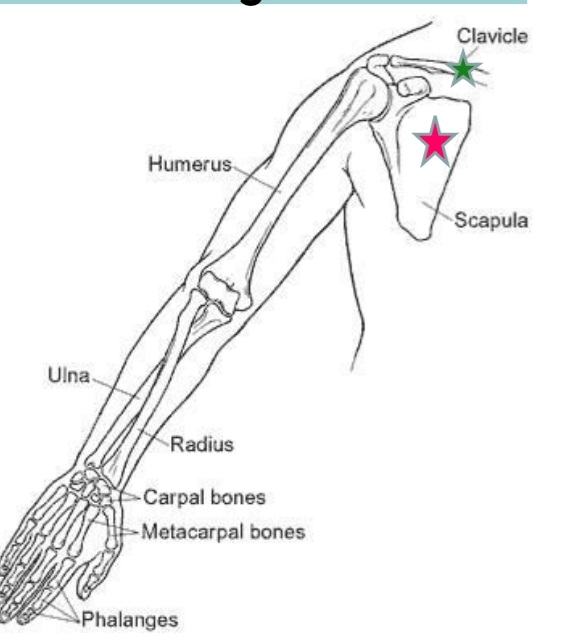 Clavicle
Humerus
Scapula
Ulna
Radius
Carpal bones
Metacarpal bones
Phalanges